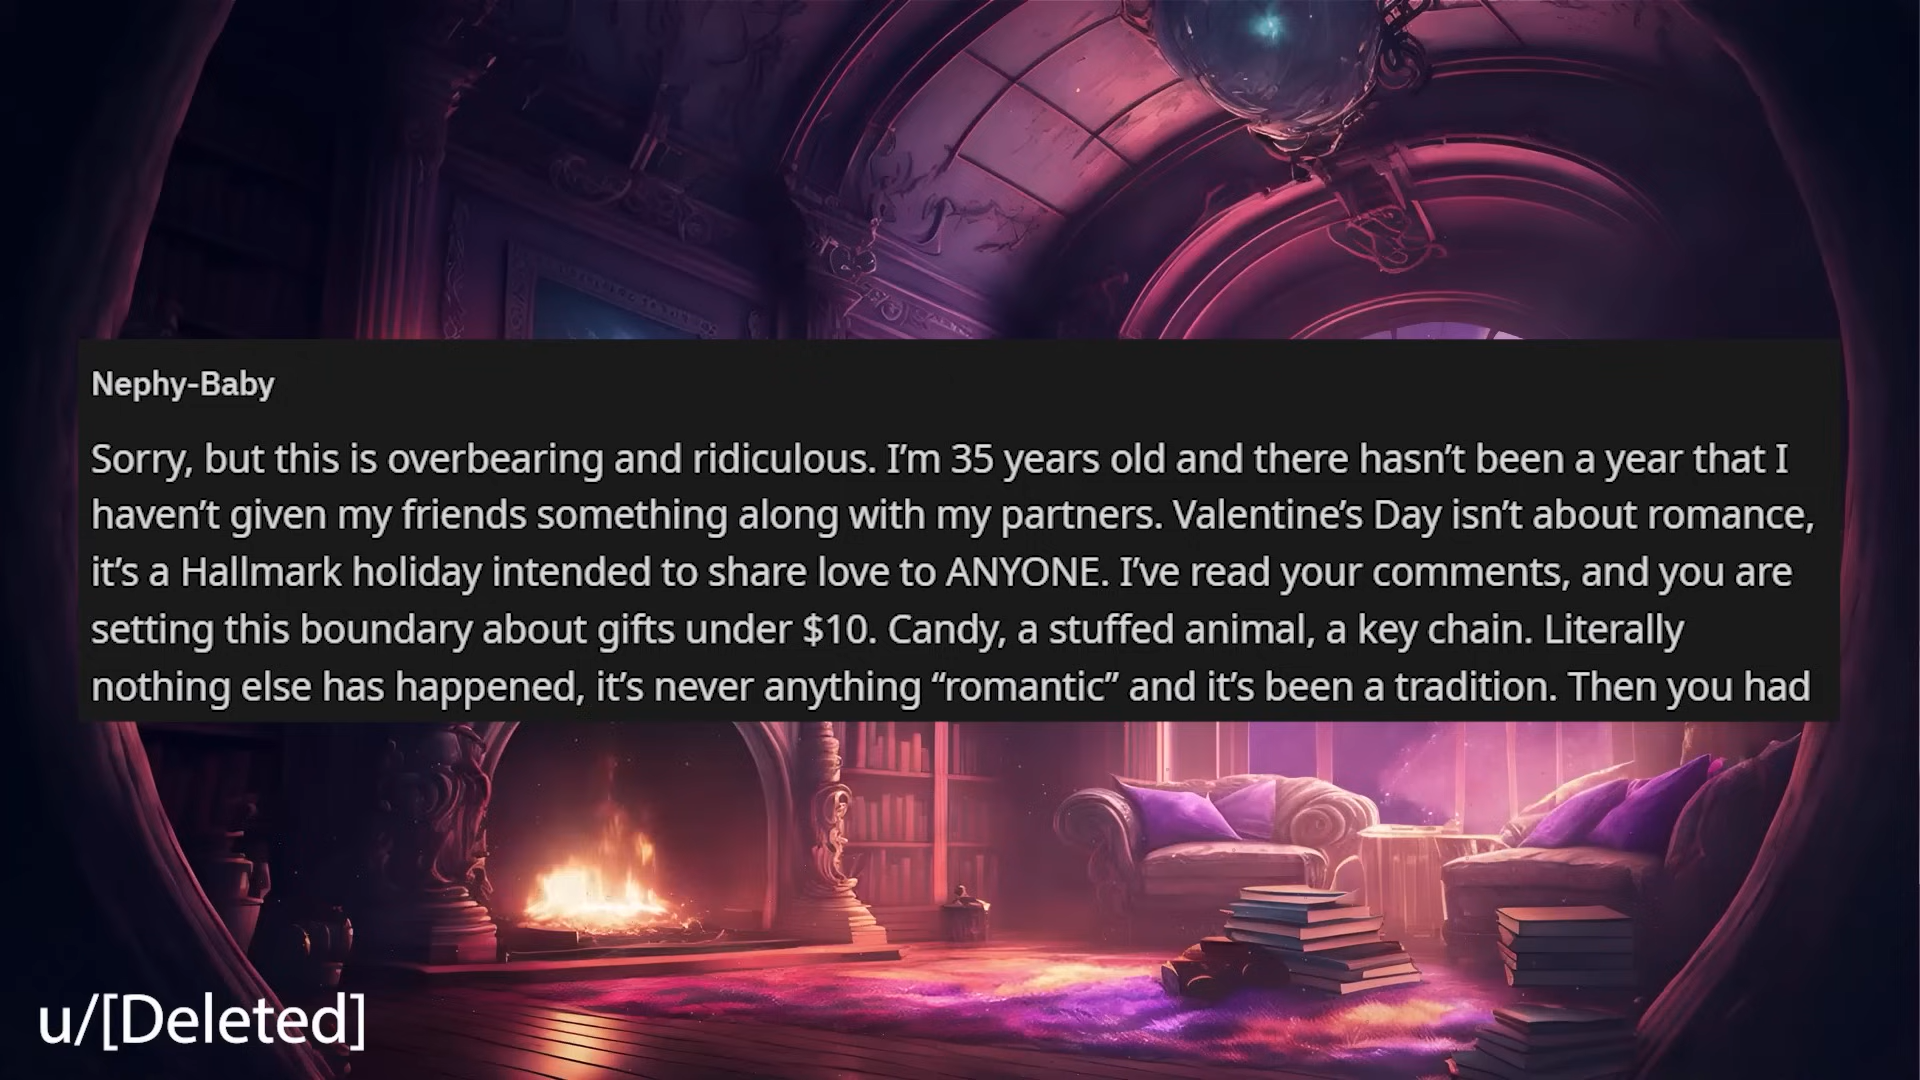 Nephy-Baby
Sorry, but this is overbearing and ridiculous. I’m 35 years old and there hasn’t been a year that I
haven’t given my friends something along with my partners. Valentine’s Day isn’t about romance,
it’s a Hallmark holiday intended to share love to ANYONE. I’ve read your comments, and you are
setting this boundary about gifts under $10. Candy, a stuffed animal, a key chain. Literally
nothing else has happened, it’s never anything “romantic” and it’s been a tradition. Then you had
u/[Deleted]